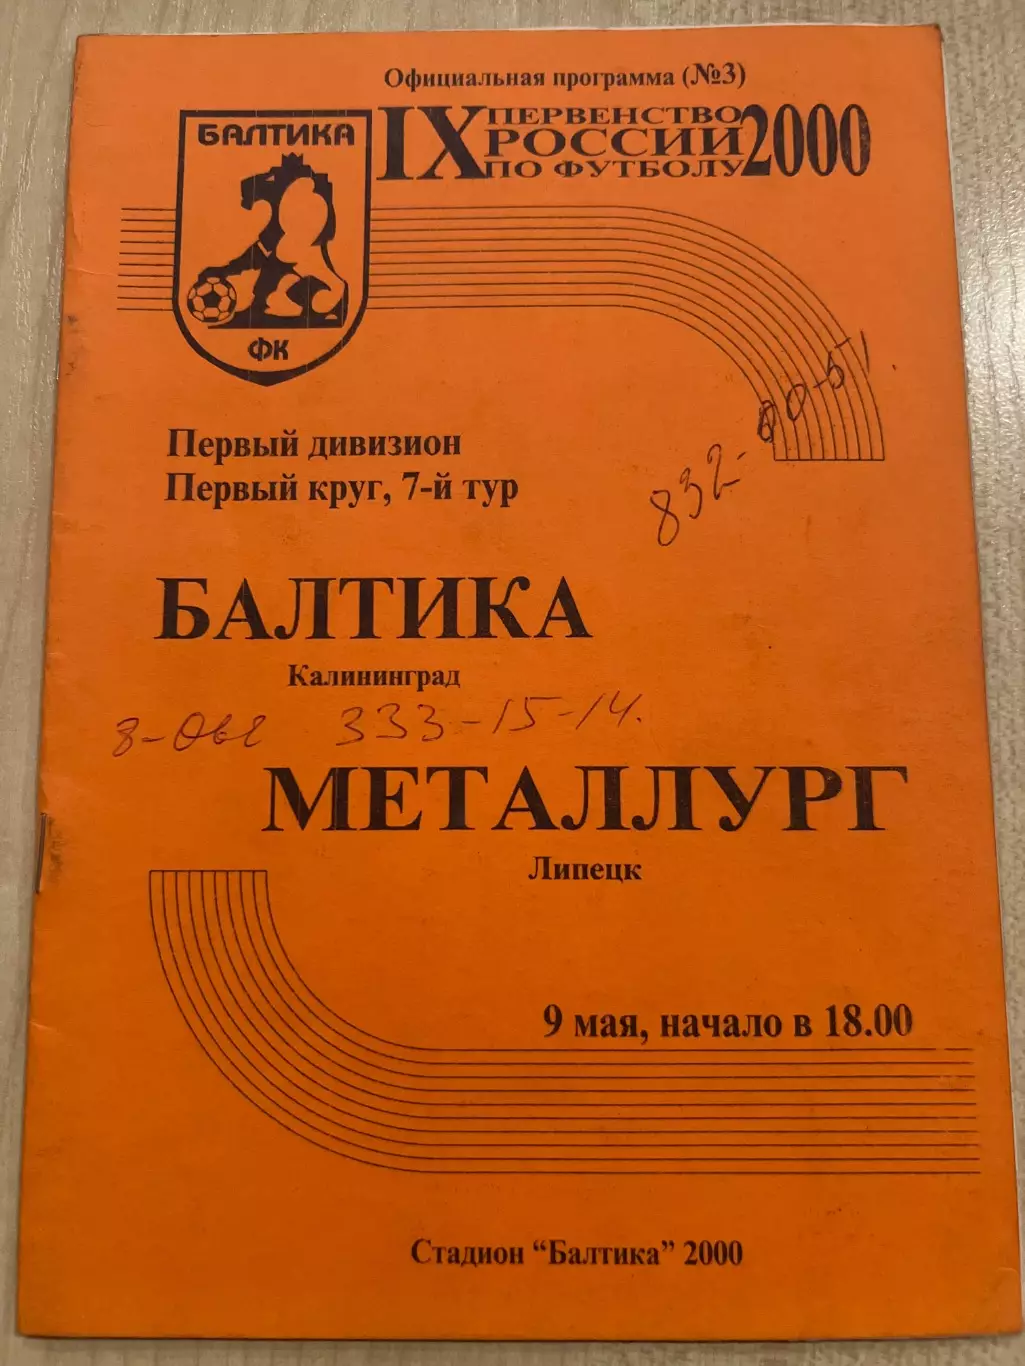 Официальная программа (№3)
БАЛТИКА
IX ПЕРВЕНСТВО РОССИИ ПО ФУТБОЛУ 2000
ФК
Первый дивизион
Первый круг, 7-й тур
832-00-51
БАЛТИКА
Калининград
333-15-14.
МЕТАЛЛУРГ
Липецк
9 мая, начало в 18.00
Стадион “Балтика” 2000